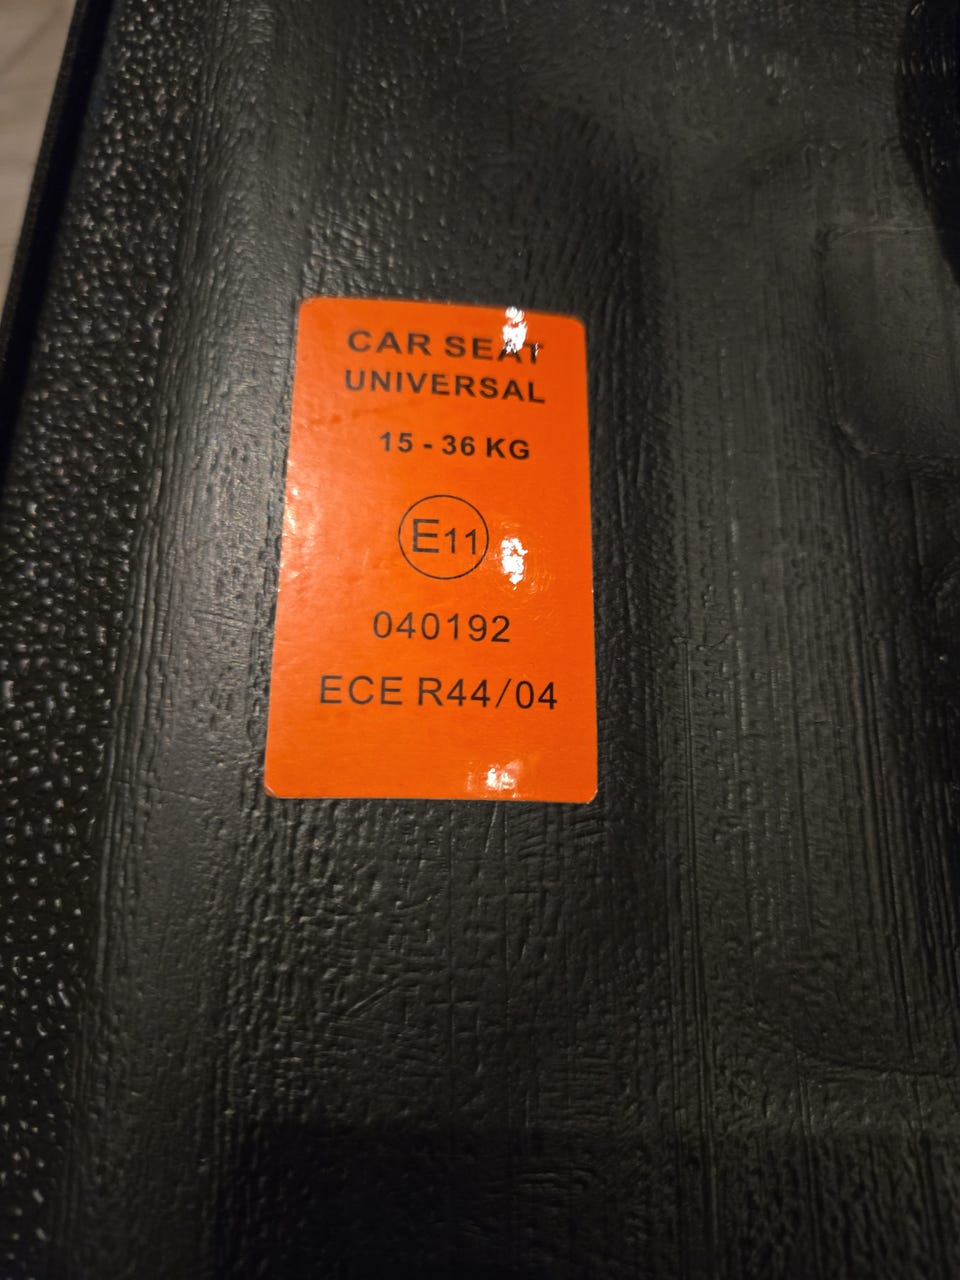 CAR SEAT
UNIVERSAL
15 - 36 KG
E11
040192
ECE R44/04